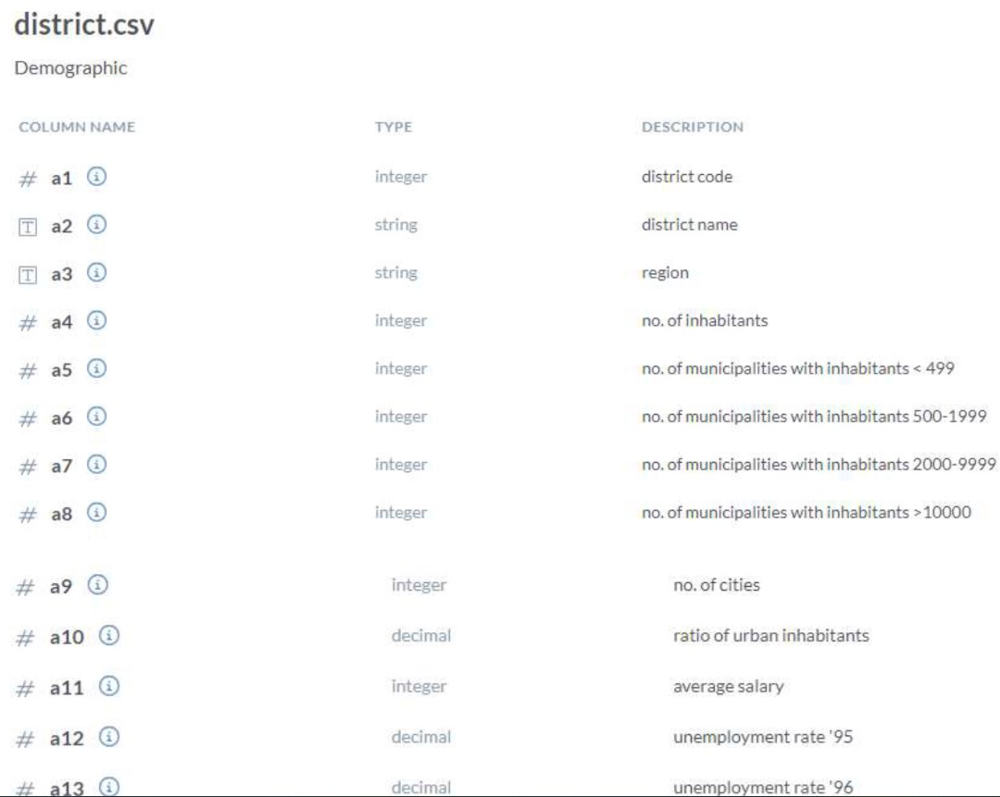 district.csv
Demographic
COLUMN NAME TYPE DESCRIPTION
# a1 integer district code
T a2 string district name
T a3 string region
# a4 integer no. of inhabitants
# a5 integer no. of municipalities with inhabitants < 499
# a6 integer no. of municipalities with inhabitants 500-1999
# a7 integer no. of municipalities with inhabitants 2000-9999
# a8 integer no. of municipalities with inhabitants >10000
# a9 integer no. of cities
# a10 decimal ratio of urban inhabitants
# a11 integer average salary
# a12 decimal unemployment rate '95
# a13 decimal unemployment rate '96